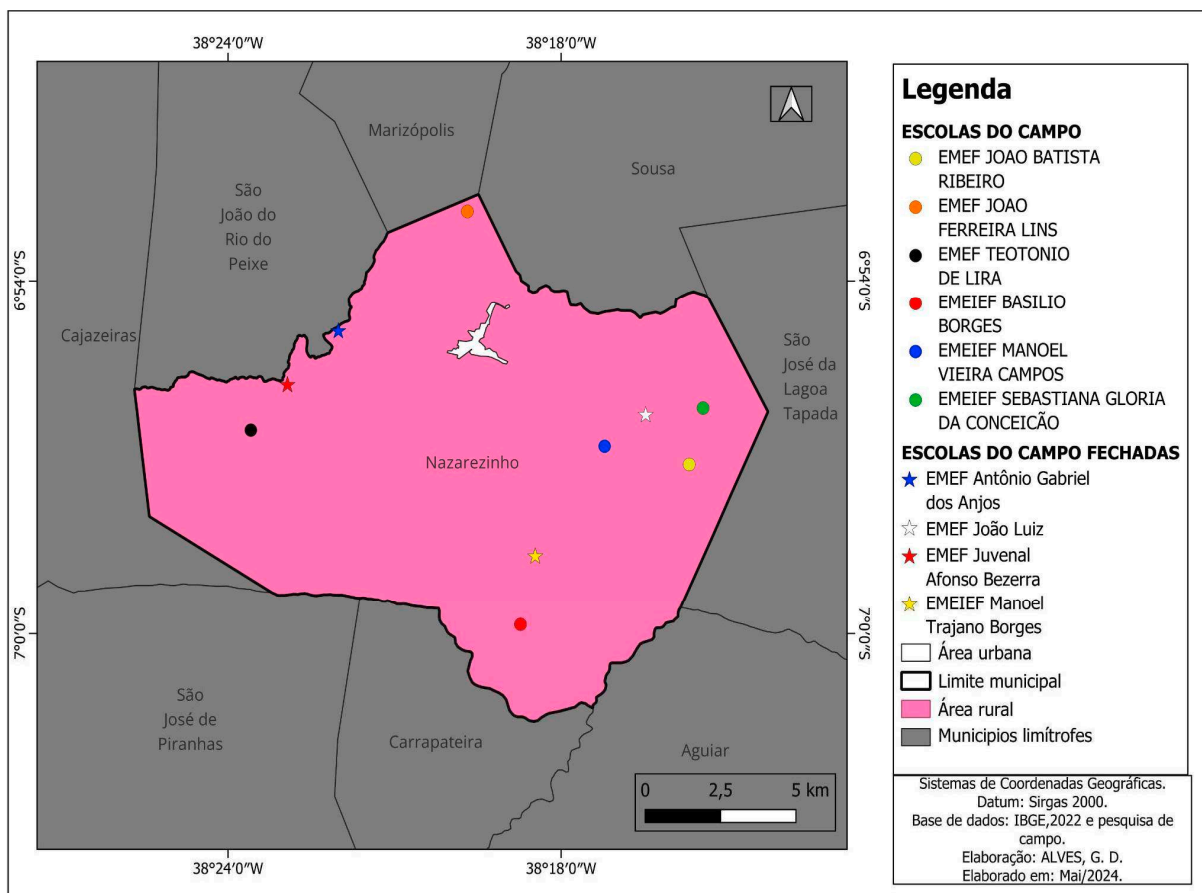 38°24′0″W
38°18′0″W
Marizópolis
Sousa
São
João do
Rio do
Peixe
6°54′0″S
6°54′0″S
Cajazeiras
São
José da
Lagoa
Tapada
Nazarezinho
7°0′0″S
7°0′0″S
São
José de
Piranhas
Carrapateira
Aguiar
0 2,5 5 km
38°24′0″W
38°18′0″W
Legenda
ESCOLAS DO CAMPO
EMEF JOAO BATISTA
RIBEIRO
EMEF JOAO
FERREIRA LINS
EMEF TEOTONIO
DE LIRA
EMEIEF BASILIO
BORGES
EMEIEF MANOEL
VIEIRA CAMPOS
EMEIEF SEBASTIANA GLORIA
DA CONCEICÃO
ESCOLAS DO CAMPO FECHADAS
EMEF Antônio Gabriel
dos Anjos
EMEF João Luiz
EMEF Juvenal
Afonso Bezerra
EMEIEF Manoel
Trajano Borges
Área urbana
Limite municipal
Área rural
Municipios limítrofes
Sistemas de Coordenadas Geográficas.
Datum: Sirgas 2000.
Base de dados: IBGE,2022 e pesquisa de
campo.
Elaboração: ALVES, G. D.
Elaborado em: Mai/2024.